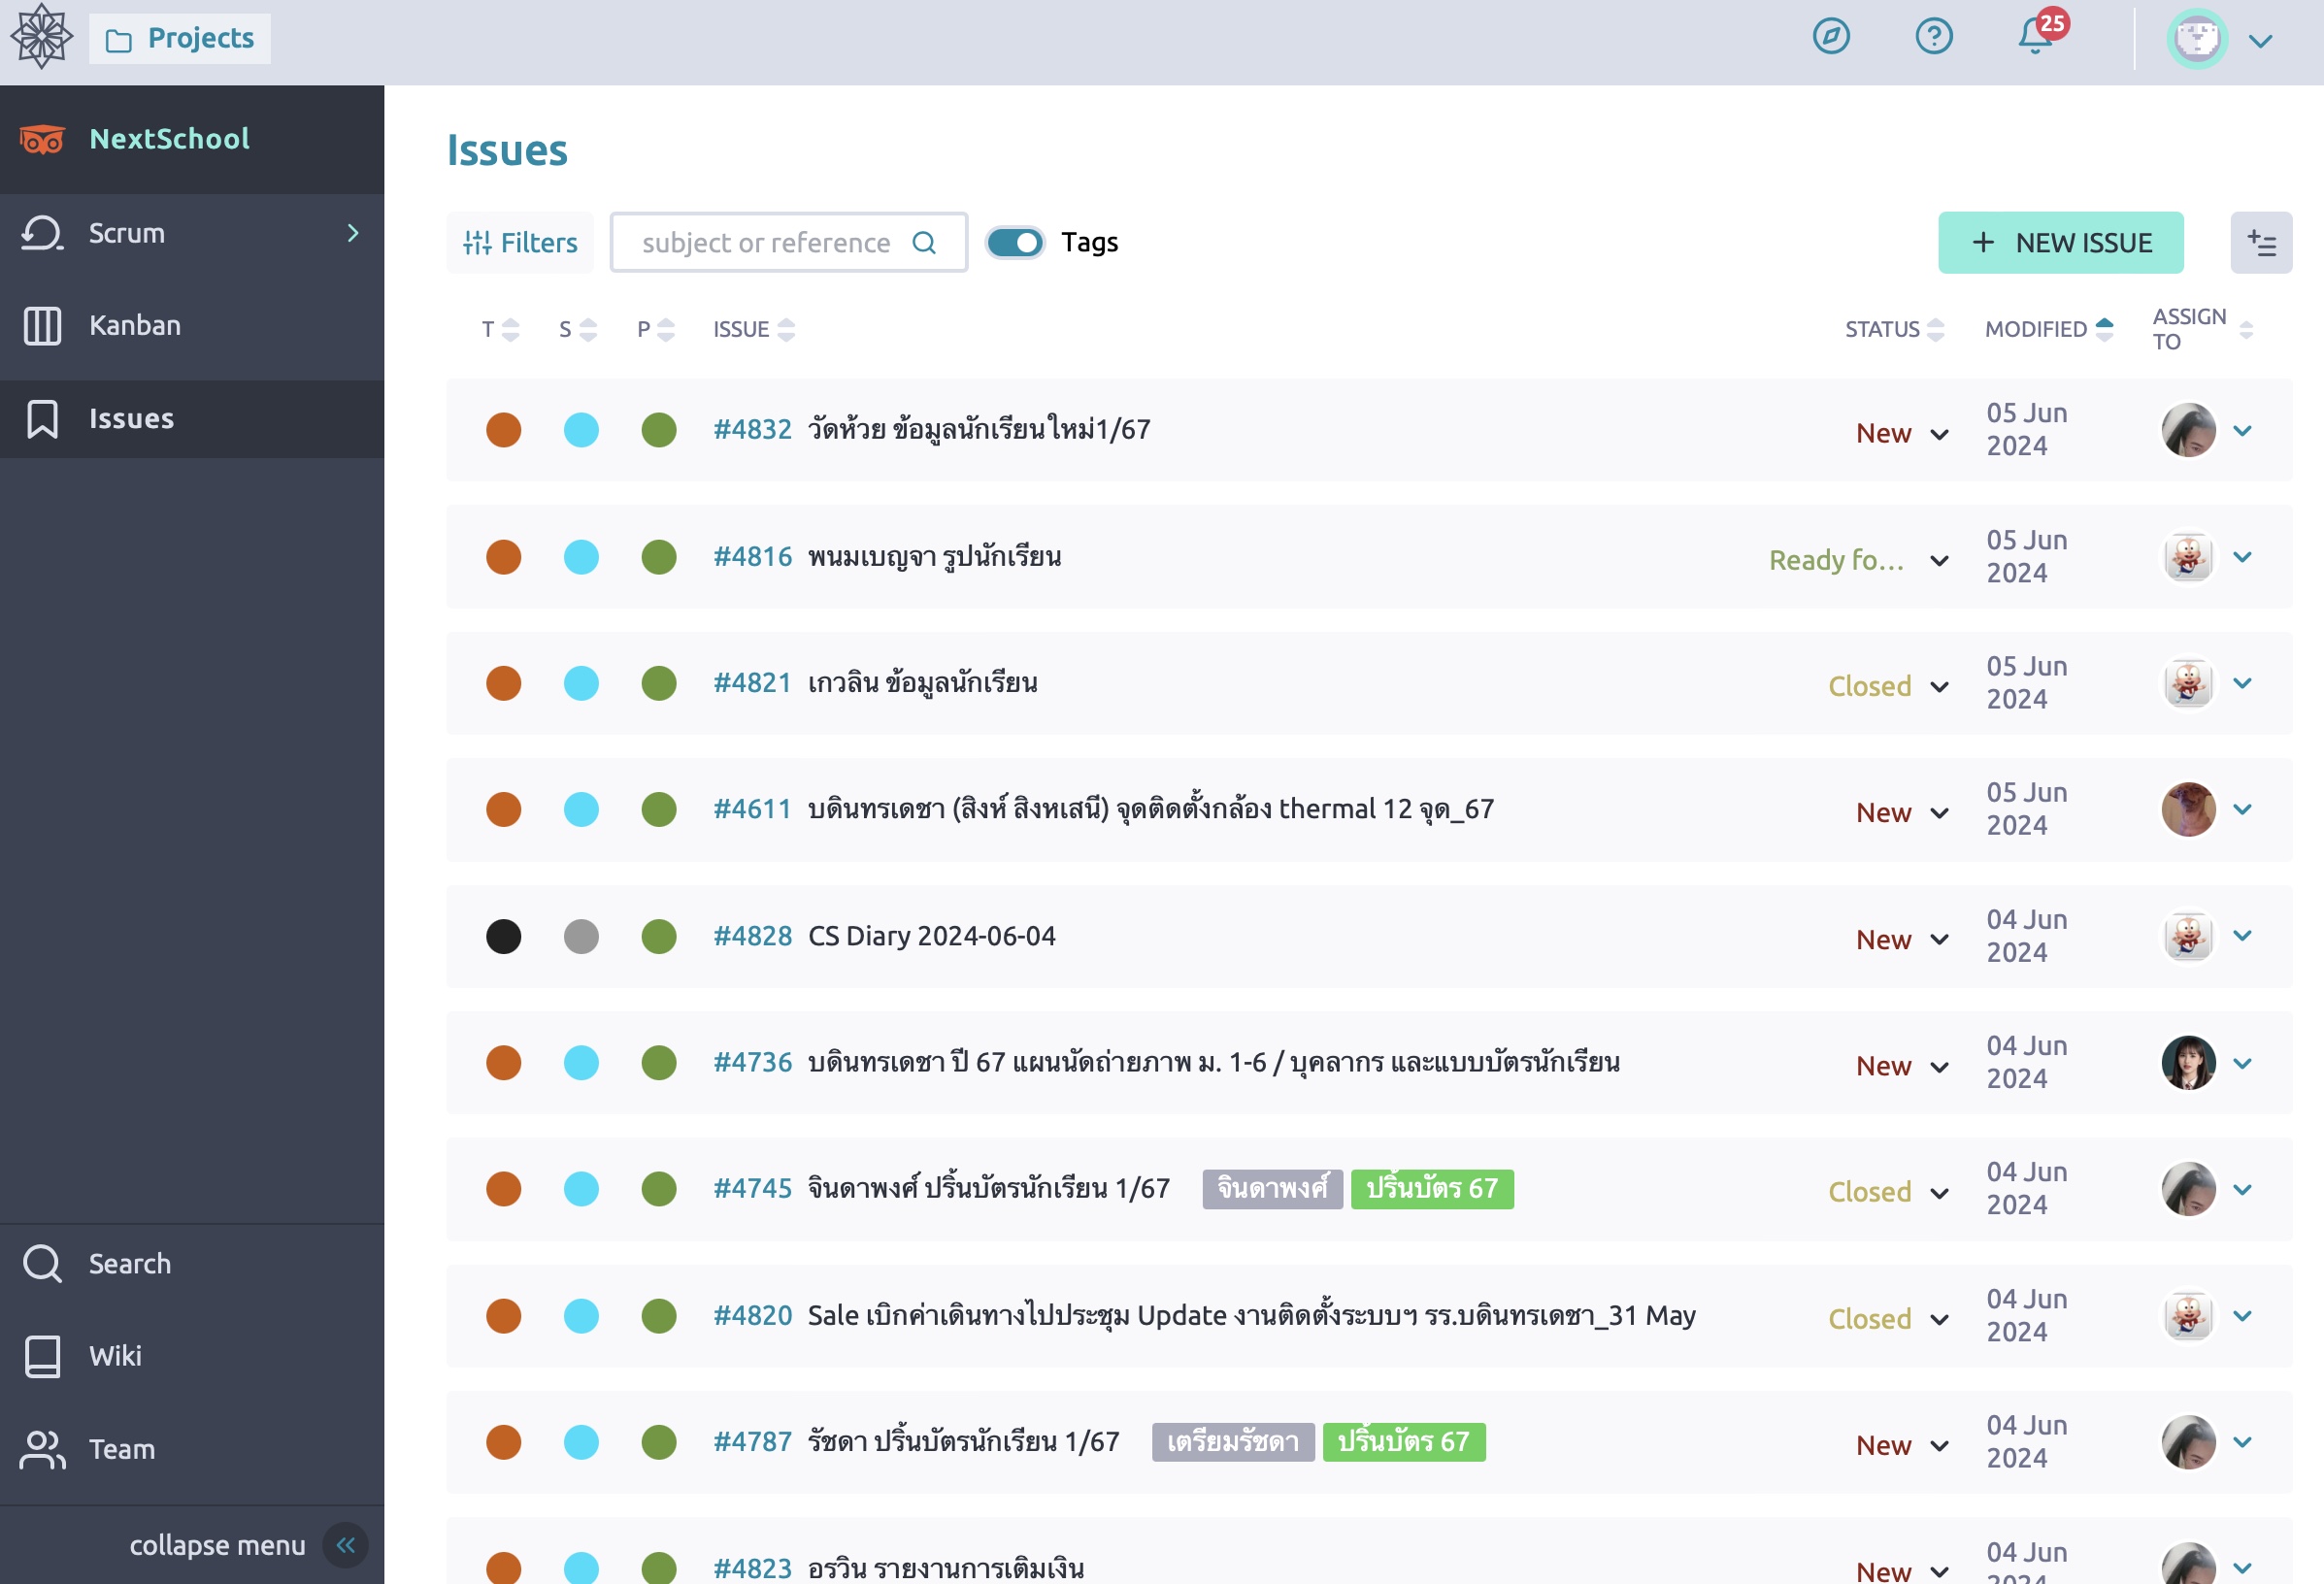 Projects
25
NextSchool
Scrum
Kanban
Issues
Search
Wiki
Team
collapse menu
Issues
Filters
subject or reference
Tags
NEW ISSUE
T S P ISSUE STATUS MODIFIED ASSIGN TO
#4832 วัดห้วย ข้อมูลนักเรียนใหม่1/67 New 05 Jun 2024
#4816 พนมเบญจา รูปนักเรียน Ready fo... 05 Jun 2024
#4821 เกวลิน ข้อมูลนักเรียน Closed 05 Jun 2024
#4611 บดินทรเดชา (สิงห์ สิงหเสนี) จุดติดตั้งกล้อง thermal 12 จุด_67 New 05 Jun 2024
#4828 CS Diary 2024-06-04 New 04 Jun 2024
#4736 บดินทรเดชา ปี 67 แผนนัดถ่ายภาพ ม. 1-6 / บุคลากร และแบบบัตรนักเรียน New 04 Jun 2024
#4745 จินดาพงศ์ ปริ้นบัตรนักเรียน 1/67 จินดาพงศ์ ปริ้นบัตร 67 Closed 04 Jun 2024
#4820 Sale เบิกค่าเดินทางไปประชุม Update งานติดตั้งระบบฯ รร.บดินทรเดชา_31 May Closed 04 Jun 2024
#4787 รัชดา ปริ้นบัตรนักเรียน 1/67 เตรียมรัชดา ปริ้นบัตร 67 New 04 Jun 2024
#4823 อรวิน รายงานการเติมเงิน New 04 Jun 2024